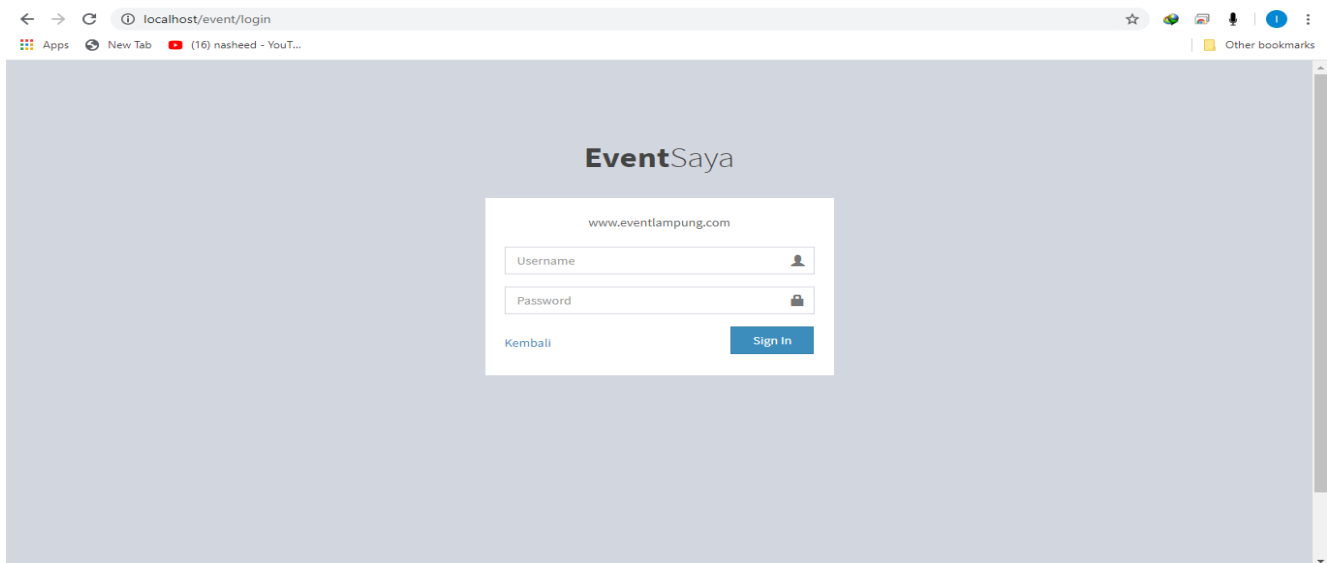 localhost/event/login
Apps New Tab (16) nasheed - YouT... Other bookmarks
EventSaya
www.eventlampung.com
Username
Password
Kembali Sign In